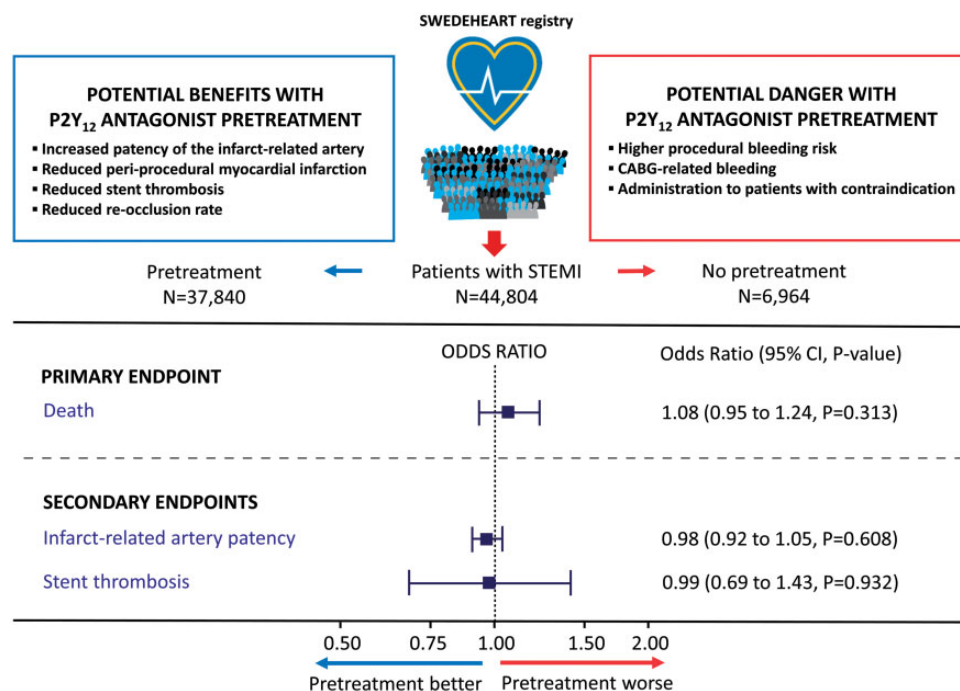 SWEDEHEART registry
POTENTIAL BENEFITS WITH
P2Y₁₂ ANTAGONIST PRETREATMENT
▪ Increased patency of the infarct-related artery
▪ Reduced peri-procedural myocardial infarction
▪ Reduced stent thrombosis
▪ Reduced re-occlusion rate
POTENTIAL DANGER WITH
P2Y₁₂ ANTAGONIST PRETREATMENT
▪ Higher procedural bleeding risk
▪ CABG-related bleeding
▪ Administration to patients with contraindication
Pretreatment
N=37,840
Patients with STEMI
N=44,804
No pretreatment
N=6,964
ODDS RATIO
Odds Ratio (95% CI, P-value)
PRIMARY ENDPOINT
Death
1.08 (0.95 to 1.24, P=0.313)
SECONDARY ENDPOINTS
Infarct-related artery patency
0.98 (0.92 to 1.05, P=0.608)
Stent thrombosis
0.99 (0.69 to 1.43, P=0.932)
0.50 0.75 1.00 1.50 2.00
Pretreatment better
Pretreatment worse